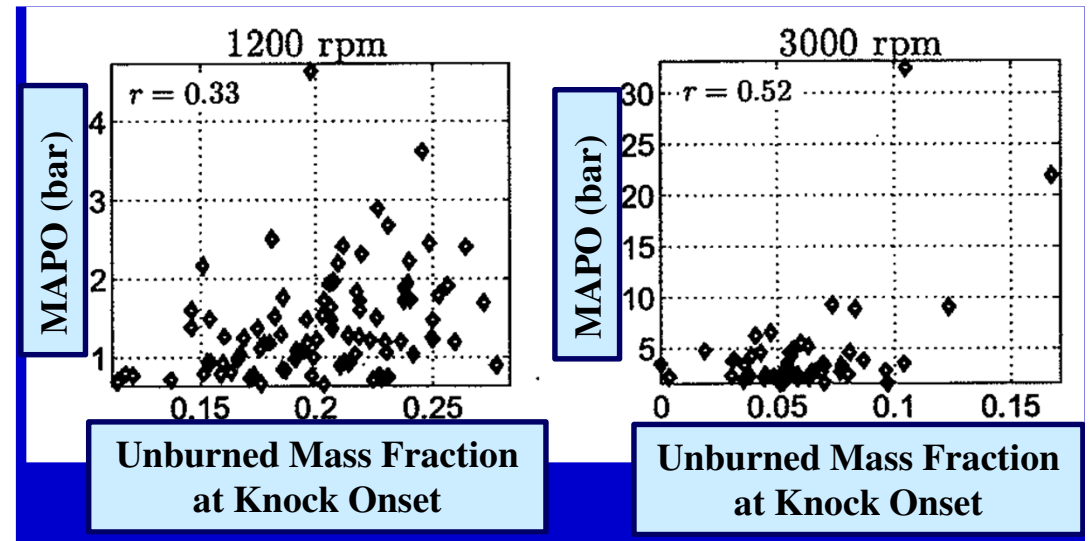 1200 rpm
r = 0.33
MAPO (bar)
4
3
2
1
0.15 0.2 0.25
Unburned Mass Fraction
at Knock Onset
3000 rpm
r = 0.52
MAPO (bar)
30
25
20
15
10
5
0 0.05 0.1 0.15
Unburned Mass Fraction
at Knock Onset